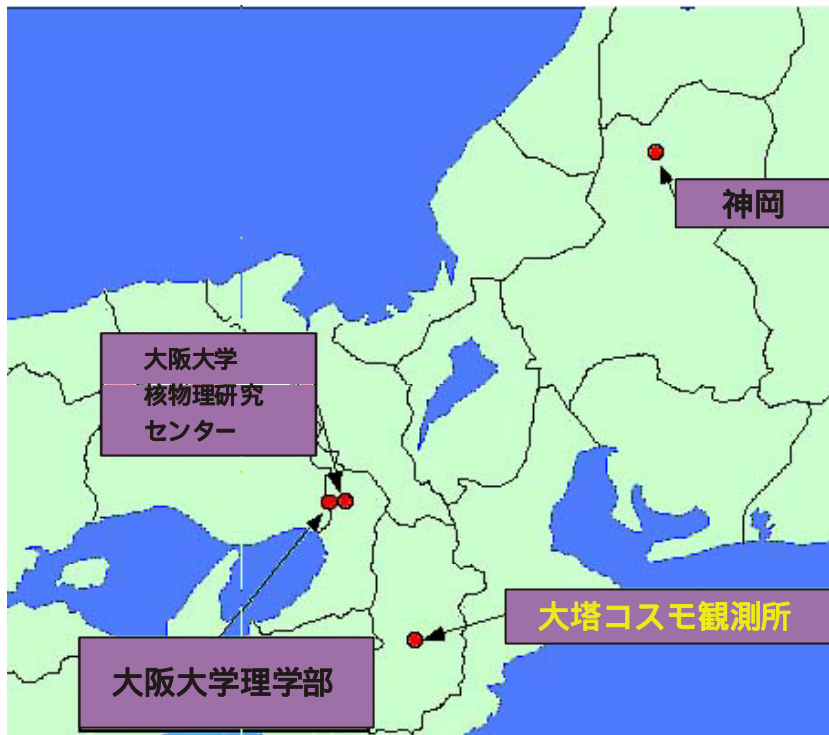 神岡
大阪大学
核物理研究
センター
大塔コスモ観測所
大阪大学理学部